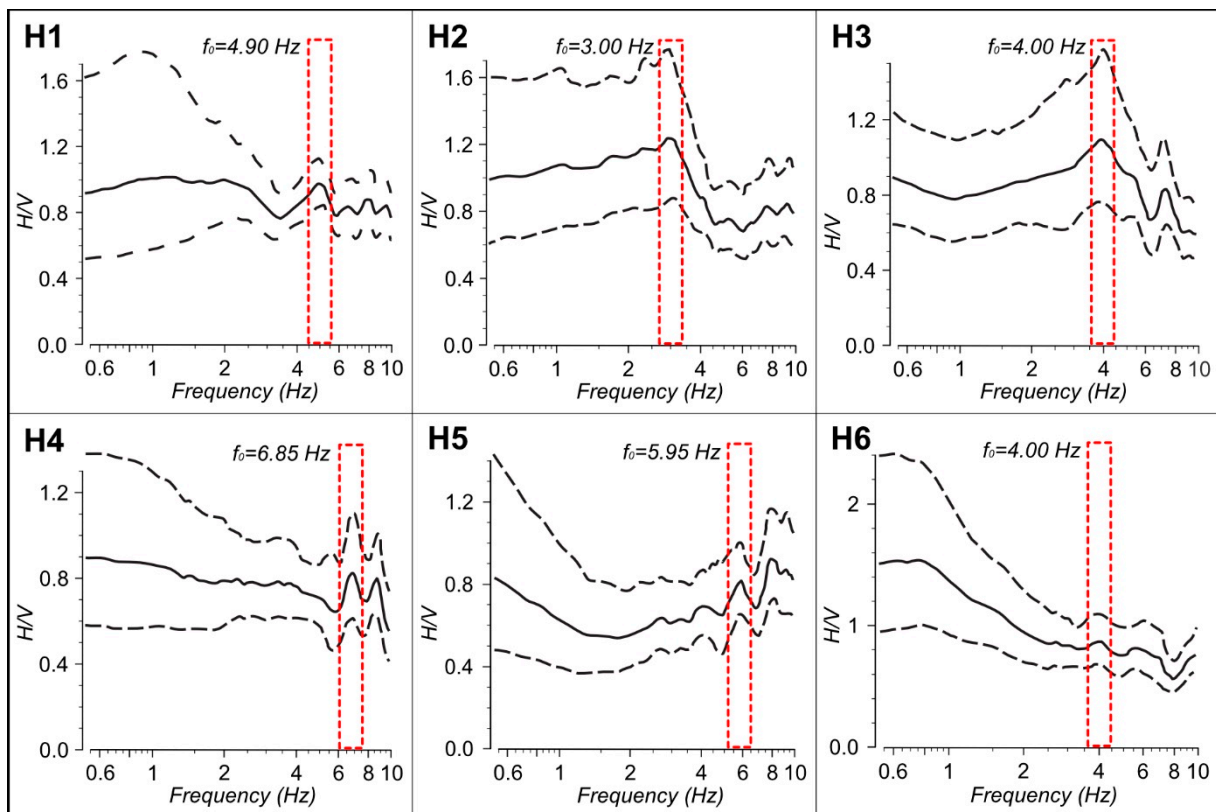 H1
f₀=4.90 Hz
1.6
1.2
0.8
0.4
0.0
H/V
0.6 1 2 4 6 8 10
Frequency (Hz)
H2
f₀=3.00 Hz
1.6
1.2
0.8
0.4
0.0
H/V
0.6 1 2 4 6 8 10
Frequency (Hz)
H3
f₀=4.00 Hz
1.2
0.8
0.4
0.0
H/V
0.6 1 2 4 6 8 10
Frequency (Hz)
H4
f₀=6.85 Hz
1.2
0.8
0.4
0.0
H/V
0.6 1 2 4 6 8 10
Frequency (Hz)
H5
f₀=5.95 Hz
1.2
0.8
0.4
0.0
H/V
0.6 1 2 4 6 8 10
Frequency (Hz)
H6
f₀=4.00 Hz
2
1
0
H/V
0.6 1 2 4 6 8 10
Frequency (Hz)